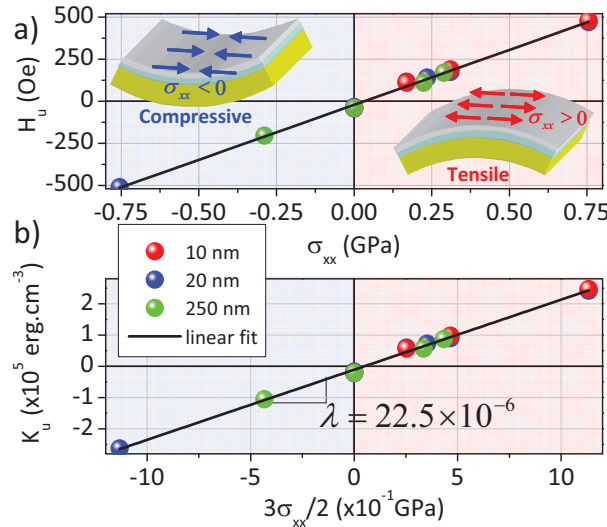 a)
500
250
0
-250
-500
H_u (Oe)
σ_xx < 0
Compressive
σ_xx > 0
Tensile
-0.75 -0.50 -0.25 0.00 0.25 0.50 0.75
σ_xx (GPa)
b)
10 nm
20 nm
250 nm
linear fit
2
1
0
-1
-2
K_u (x10^5 erg.cm^-3)
λ = 22.5×10^-6
-10 -5 0 5 10
3σ_xx/2 (x10^-1GPa)